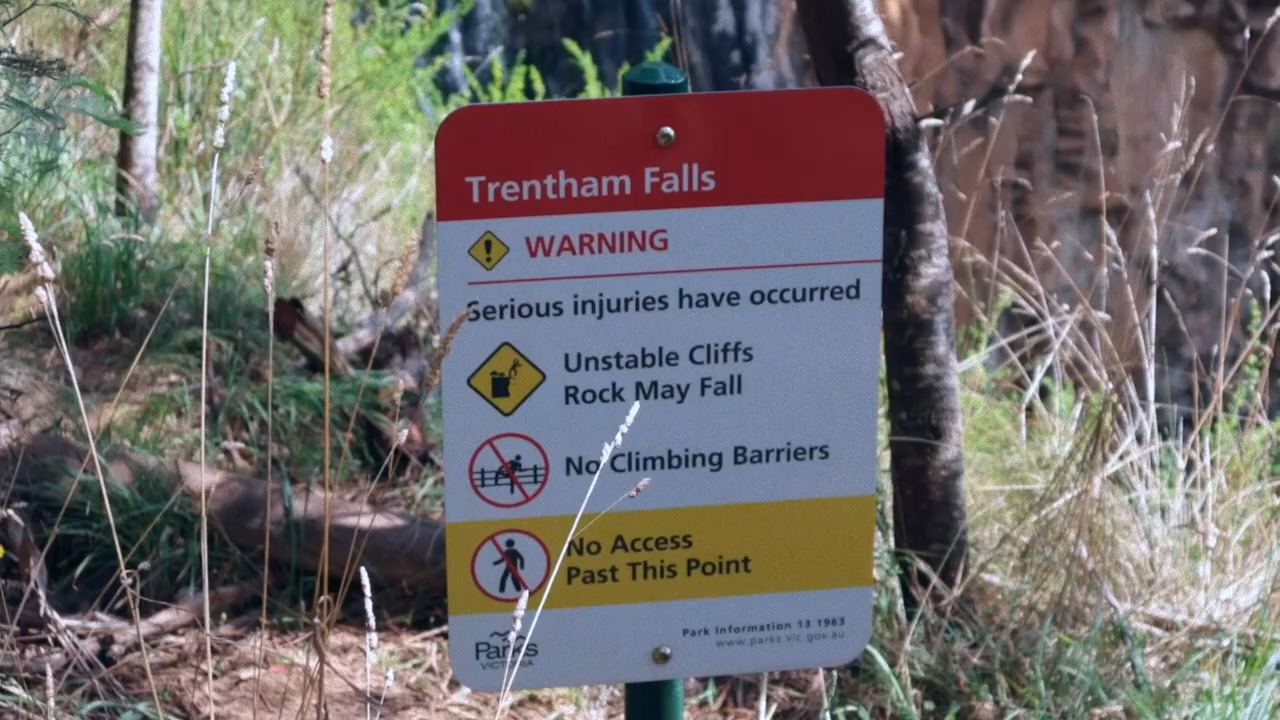 Trentham Falls
WARNING
Serious injuries have occurred
Unstable Cliffs
Rock May Fall
No Climbing Barriers
No Access
Past This Point
Parks
VICTORIA
Park Information 13 1963
www.parks.vic.gov.au